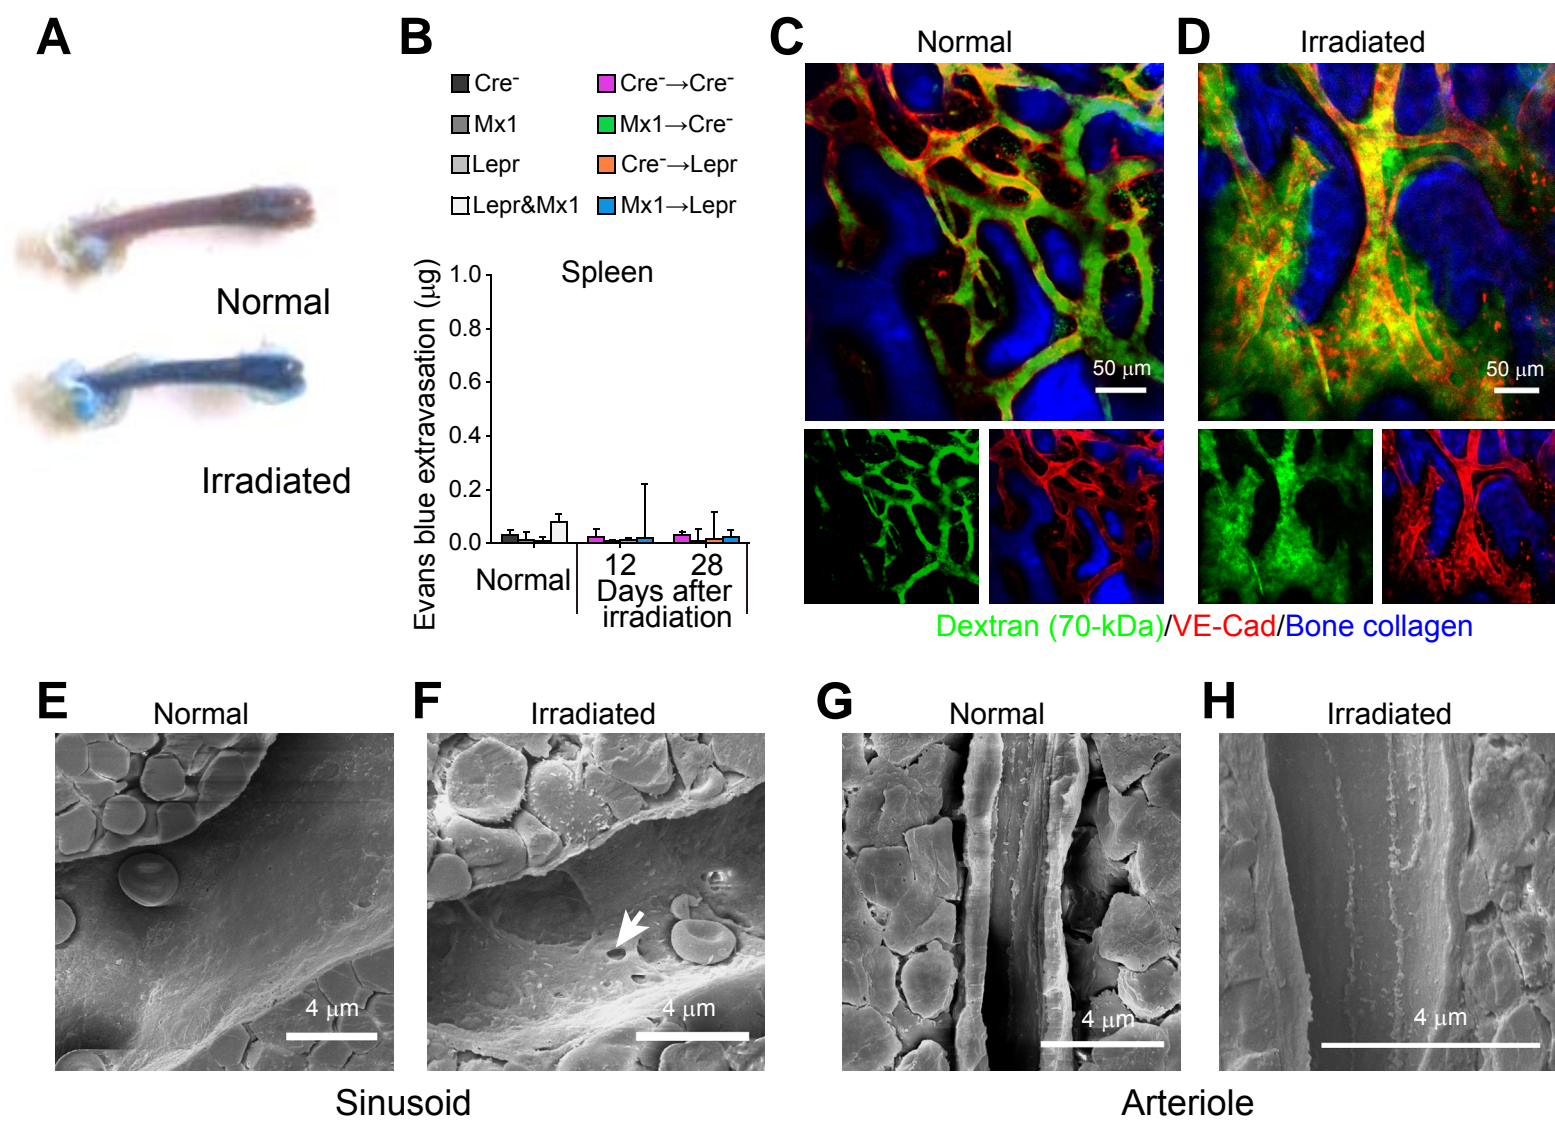 A
Normal
Irradiated
B
Cre⁻
Cre⁻→Cre⁻
Mx1
Mx1→Cre⁻
Lepr
Cre⁻→Lepr
Lepr&Mx1
Mx1→Lepr
Spleen
Evans blue extravasation (μg)
1.0
0.8
0.6
0.4
0.2
0.0
Normal
12
28
Days after
irradiation
C
Normal
50 μm
D
Irradiated
50 μm
Dextran (70-kDa)/VE-Cad/Bone collagen
E
Normal
4 μm
F
Irradiated
4 μm
Sinusoid
G
Normal
4 μm
H
Irradiated
4 μm
Arteriole